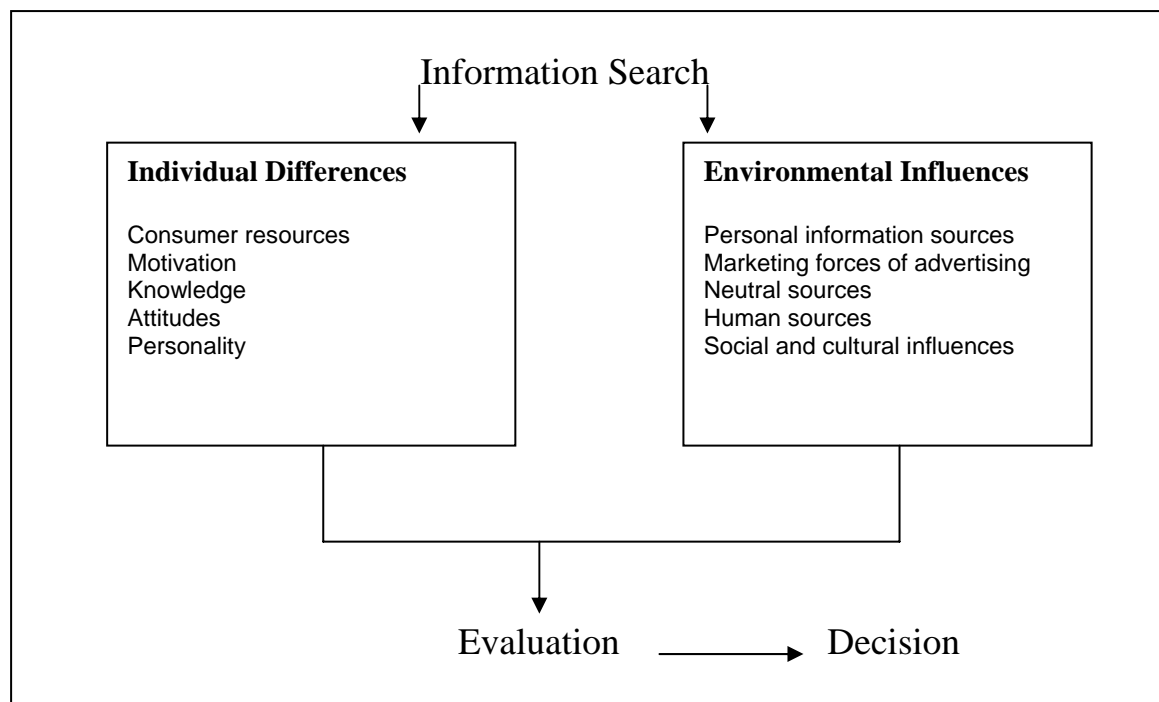 Information Search
Individual Differences
Consumer resources
Motivation
Knowledge
Attitudes
Personality
Environmental Influences
Personal information sources
Marketing forces of advertising
Neutral sources
Human sources
Social and cultural influences
Evaluation
Decision